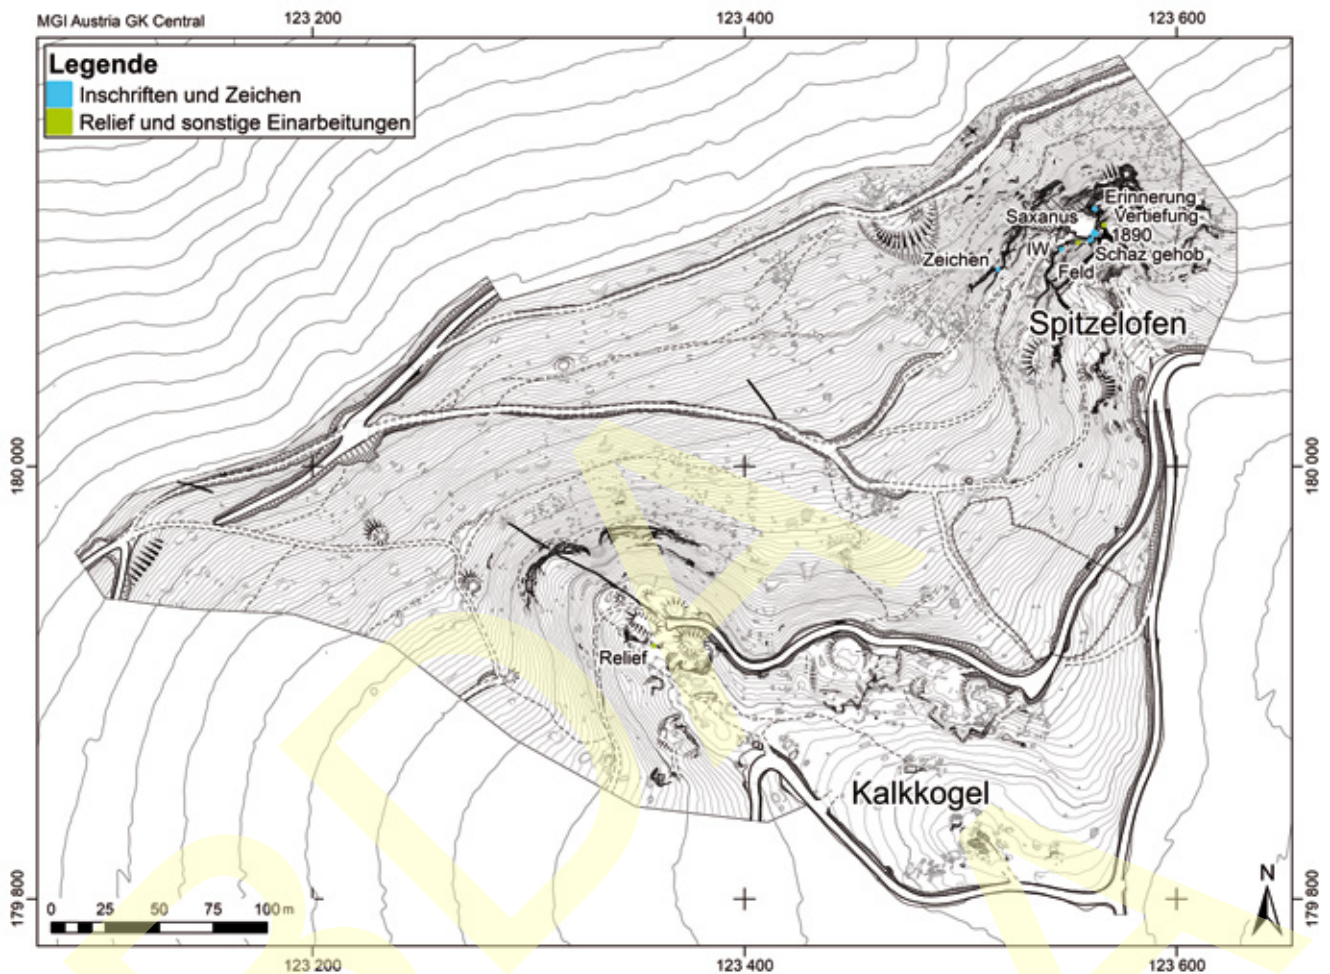 MGI Austria GK Central
123 200
123 400
123 600
Legende
Inschriften und Zeichen
Relief und sonstige Einarbeitungen
Erinnerung
Saxanus
Vertiefung
1890
IW
Schaz gehob
Zeichen
Feld
Spitzelofen
180 000
180 000
Relief
Kalkkogel
N
179 800
179 800
0 25 50 75 100 m
123 200
123 400
123 600